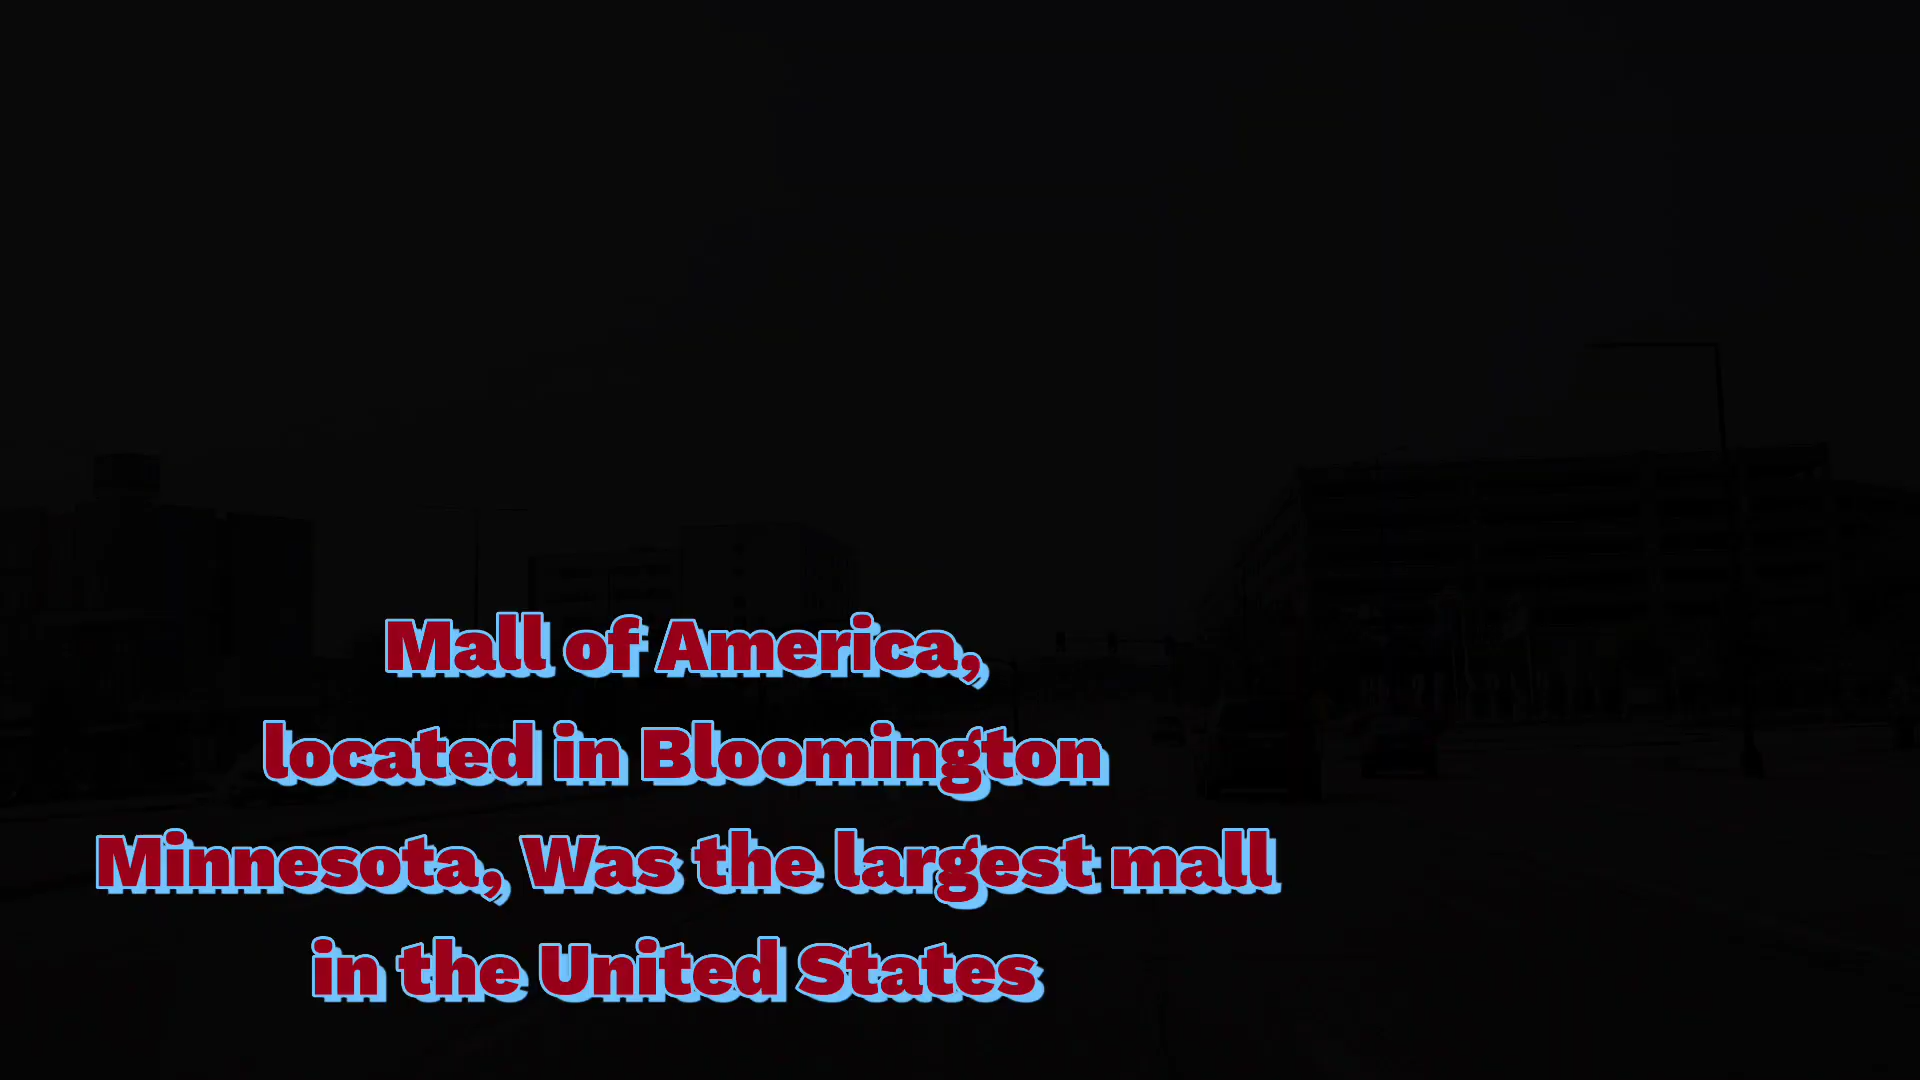 Mall of America,
located in Bloomington
Minnesota, Was the largest mall
in the United States